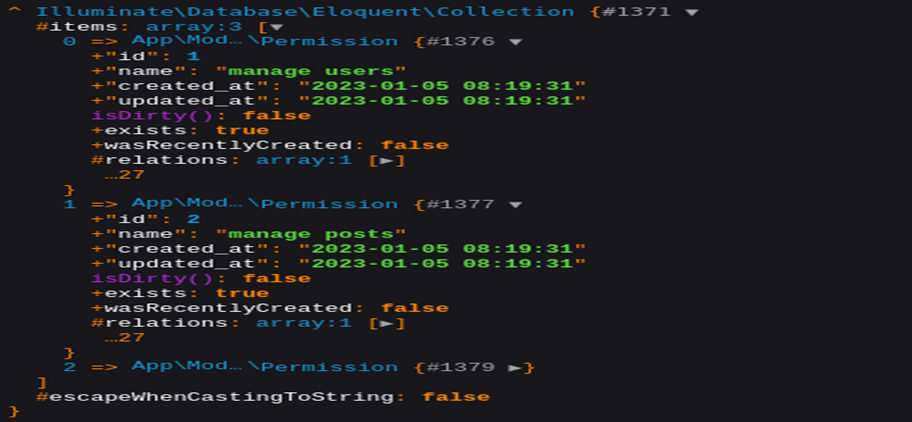 ^ Illuminate\Database\Eloquent\Collection {#1371 ▼
#items: array:3 [▼
0 => App\Mod…\Permission {#1376 ▼
+"id": 1
+"name": "manage users"
+"created_at": "2023-01-05 08:19:31"
+"updated_at": "2023-01-05 08:19:31"
isDirty(): false
+exists: true
+wasRecentlyCreated: false
#relations: array:1 [▶]
…27
}
1 => App\Mod…\Permission {#1377 ▼
+"id": 2
+"name": "manage posts"
+"created_at": "2023-01-05 08:19:31"
+"updated_at": "2023-01-05 08:19:31"
isDirty(): false
+exists: true
+wasRecentlyCreated: false
#relations: array:1 [▶]
…27
}
2 => App\Mod…\Permission {#1379 ▶}
]
#escapeWhenCastingToString: false
}